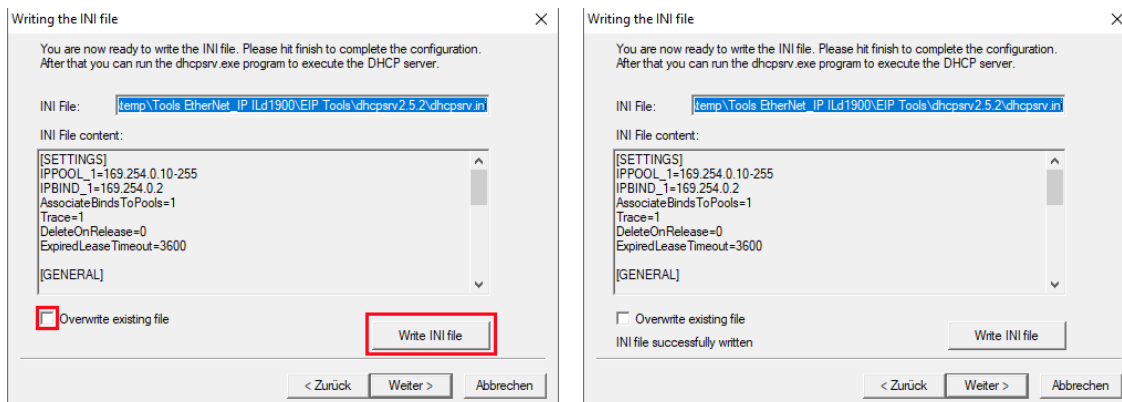 Writing the INI file
You are now ready to write the INI file. Please hit finish to complete the configuration.
After that you can run the dhcpsrv.exe program to execute the DHCP server.
INI File: temp\Tools EtherNet_IP ILd1900\EIP Tools\dhcpsrv2.5.2\dhcpsrv.in
INI File content:
[SETTINGS]
IPPOOL_1=169.254.0.10-255
IPBIND_1=169.254.0.2
AssociateBindsToPools=1
Trace=1
DeleteOnRelease=0
ExpiredLeaseTimeout=3600
[GENERAL]
Overwrite existing file
Write INI file
< Zurück Weiter > Abbrechen
Writing the INI file
You are now ready to write the INI file. Please hit finish to complete the configuration.
After that you can run the dhcpsrv.exe program to execute the DHCP server.
INI File: temp\Tools EtherNet_IP ILd1900\EIP Tools\dhcpsrv2.5.2\dhcpsrv.in
INI File content:
[SETTINGS]
IPPOOL_1=169.254.0.10-255
IPBIND_1=169.254.0.2
AssociateBindsToPools=1
Trace=1
DeleteOnRelease=0
ExpiredLeaseTimeout=3600
[GENERAL]
Overwrite existing file
INI file successfully written
Write INI file
< Zurück Weiter > Abbrechen